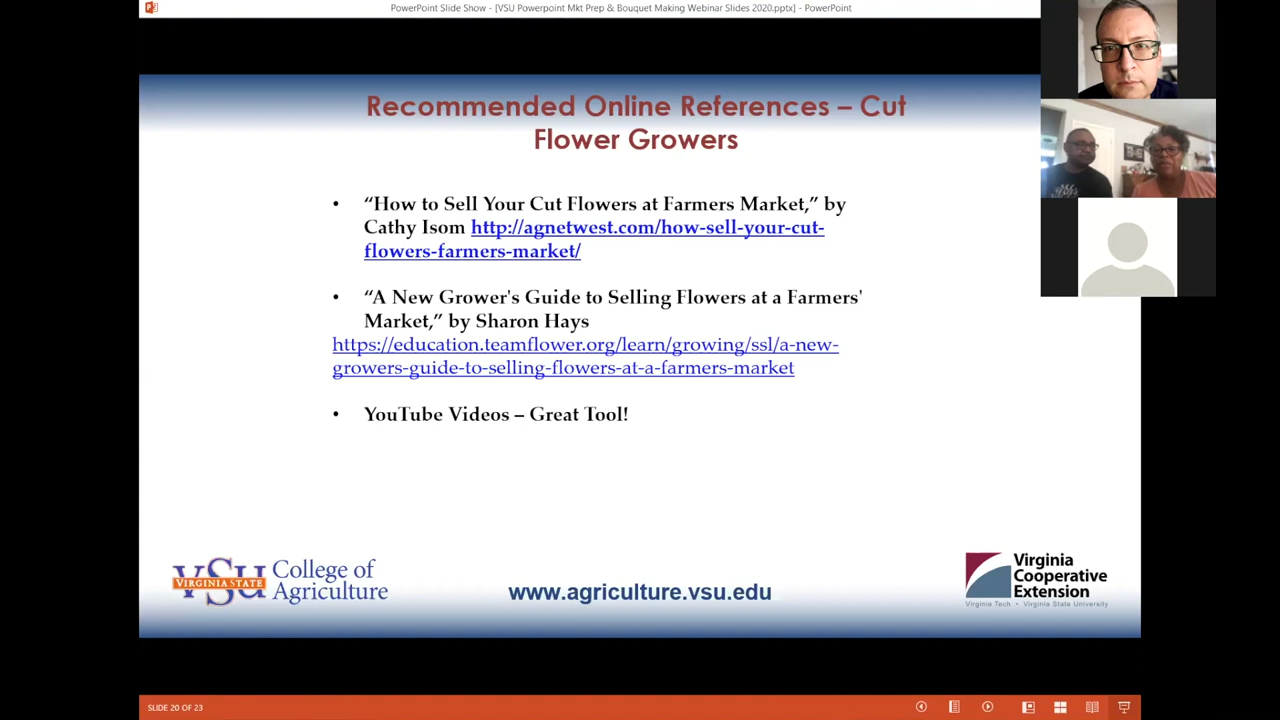 PowerPoint Slide Show - [VSU Powerpoint Mkt Prep & Bouquet Making Webinar Slides 2020.pptx] - PowerPoint
Recommended Online References – Cut
Flower Growers
• “How to Sell Your Cut Flowers at Farmers Market,” by
Cathy Isom http://agnetwest.com/how-sell-your-cut-
flowers-farmers-market/
• “A New Grower's Guide to Selling Flowers at a Farmers'
Market,” by Sharon Hays
https://education.teamflower.org/learn/growing/ssl/a-new-
growers-guide-to-selling-flowers-at-a-farmers-market
• YouTube Videos – Great Tool!
VSU
VIRGINIA STATE
College of
Agriculture
www.agriculture.vsu.edu
Virginia
Cooperative
Extension
Virginia Tech • Virginia State University
SLIDE 20 OF 23